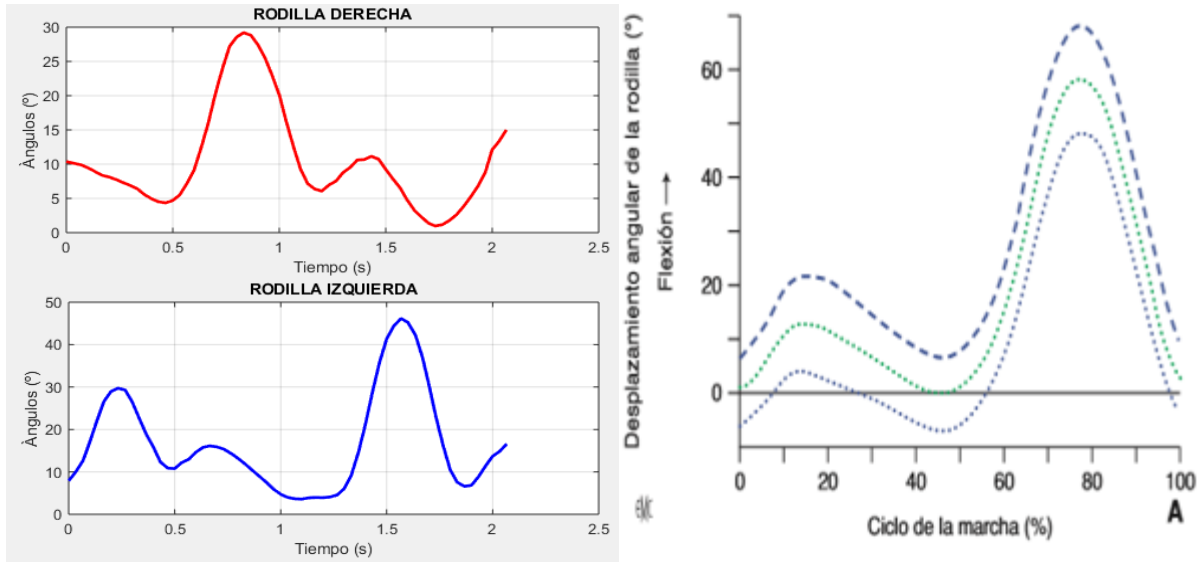 RODILLA DERECHA
30
25
20
15
10
5
0
Àngulos (º)
0 0.5 1 1.5 2 2.5
Tiempo (s)
RODILLA IZQUIERDA
50
40
30
20
10
0
Àngulos (º)
0 0.5 1 1.5 2 2.5
Tiempo (s)
Desplazamiento angular de la rodilla (°)
Flexión →
60
40
20
0
0 20 40 60 80 100
Ciclo de la marcha (%)
A